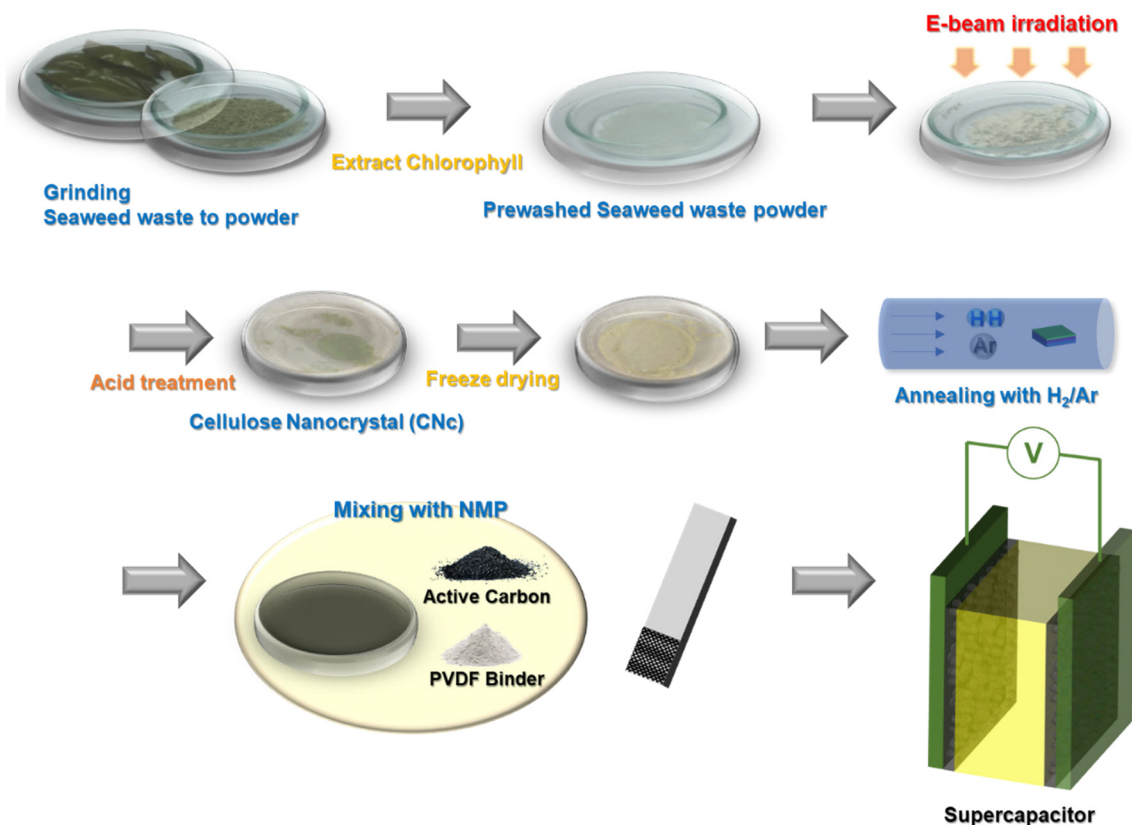 E-beam irradiation
Extract Chlorophyll
Grinding
Seaweed waste to powder
Prewashed Seaweed waste powder
H H
Ar
Acid treatment
Freeze drying
Annealing with H₂/Ar
Cellulose Nanocrystal (CNc)
V
Mixing with NMP
Active Carbon
PVDF Binder
Supercapacitor